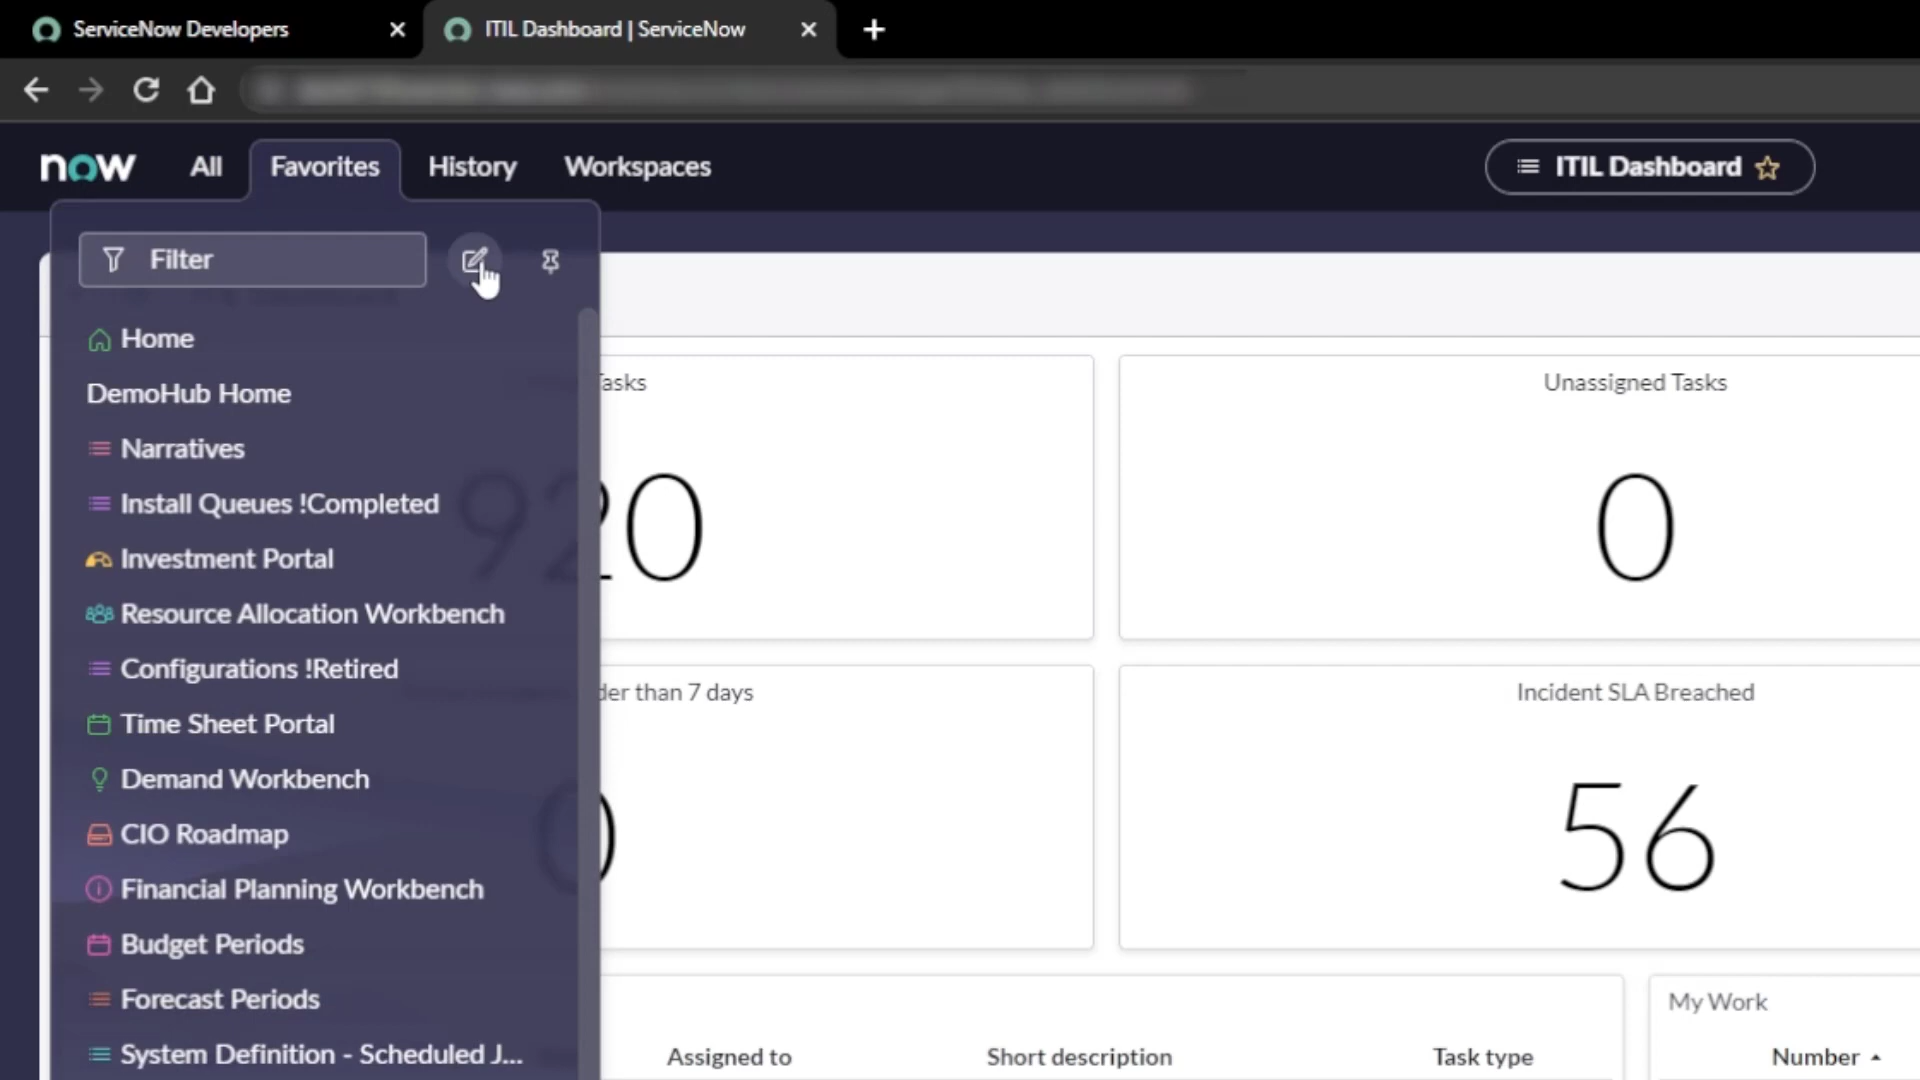 ServiceNow Developers
ITIL Dashboard | ServiceNow
now
All
Favorites
History
Workspaces
ITIL Dashboard
Filter
Home
DemoHub Home
Narratives
Install Queues !Completed
Investment Portal
Resource Allocation Workbench
Configurations !Retired
Time Sheet Portal
Demand Workbench
CIO Roadmap
Financial Planning Workbench
Budget Periods
Forecast Periods
System Definition - Scheduled J...
Tasks
920
Unassigned Tasks
0
der than 7 days
0
Incident SLA Breached
56
Assigned to
Short description
Task type
My Work
Number